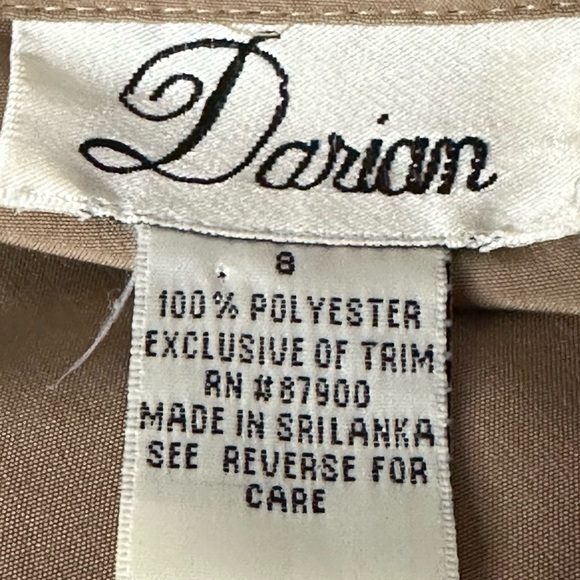 Darian
8
100% POLYESTER
EXCLUSIVE OF TRIM
RN #87900
MADE IN SRILANKA
SEE REVERSE FOR
CARE